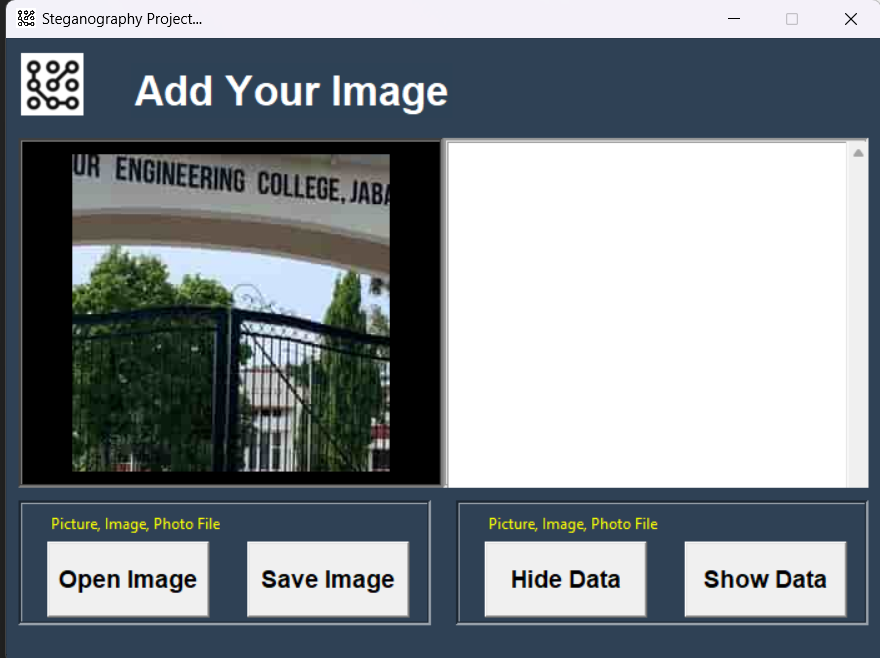 Steganography Project...
Add Your Image
UR ENGINEERING COLLEGE, JABA
Picture, Image, Photo File
Open Image Save Image
Picture, Image, Photo File
Hide Data Show Data